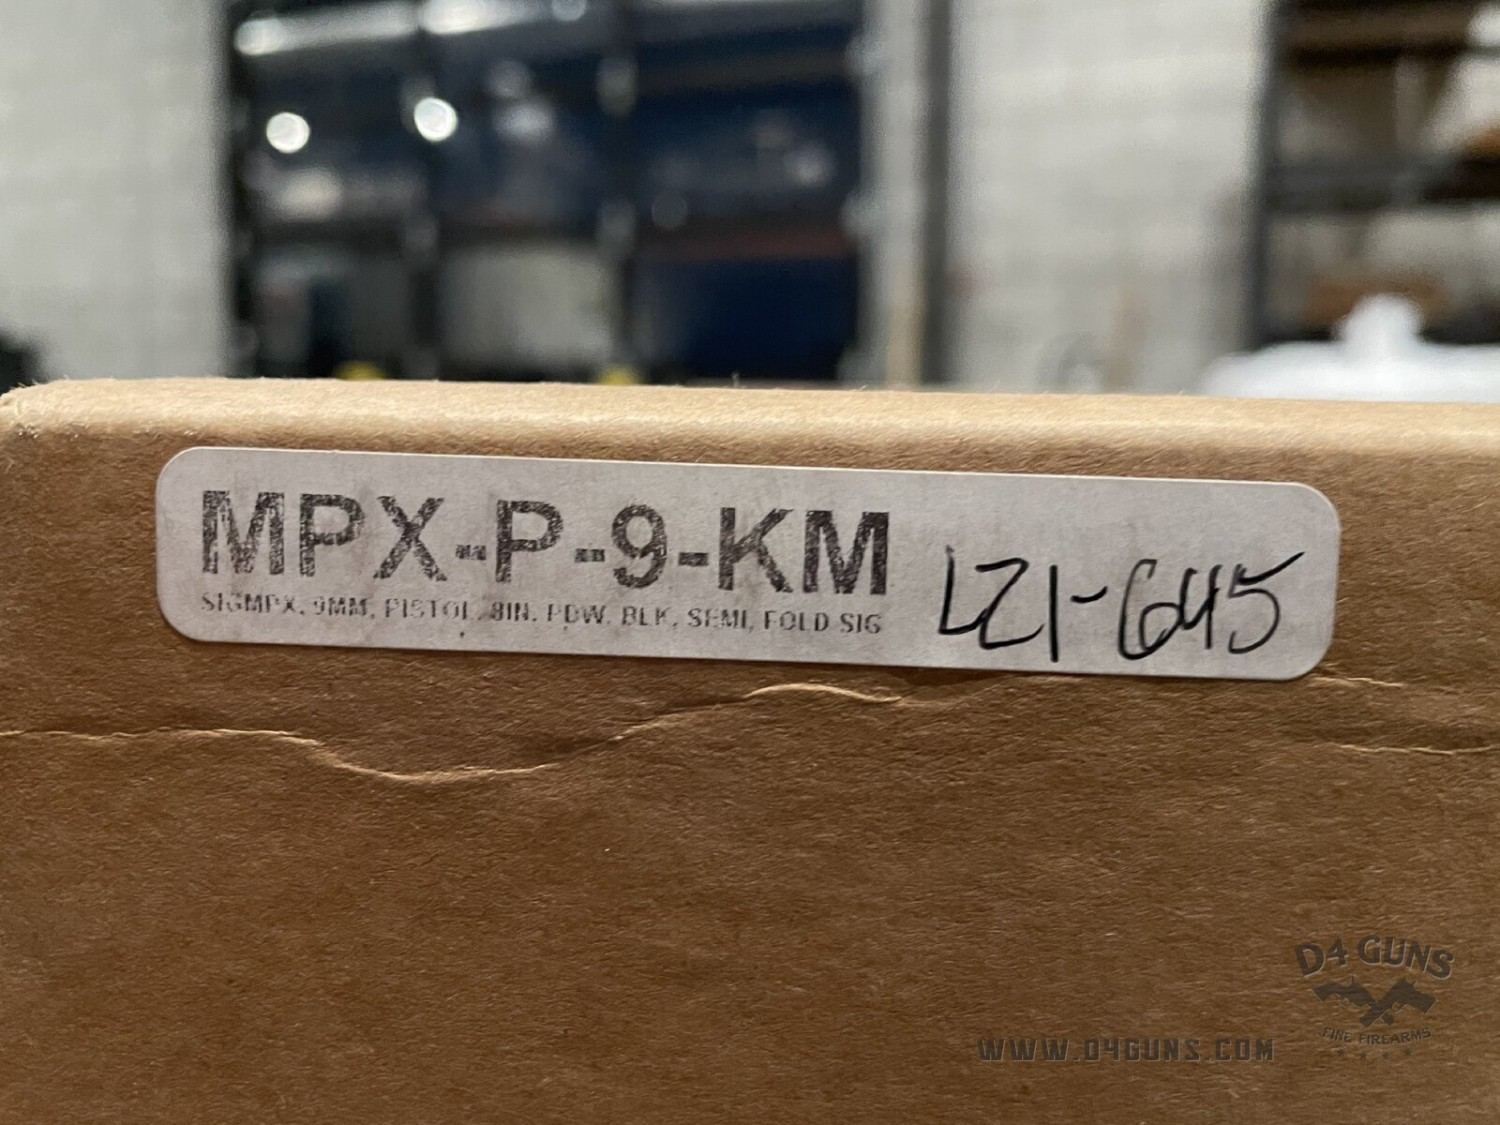 MPX-P-9-KM
SIGMPX, 9MM, PISTOL, 8IN, PDW, BLK, SEMI, FOLD SIG
LZ1-645
D4 GUNS
FINE FIREARMS
WWW.D4GUNS.COM